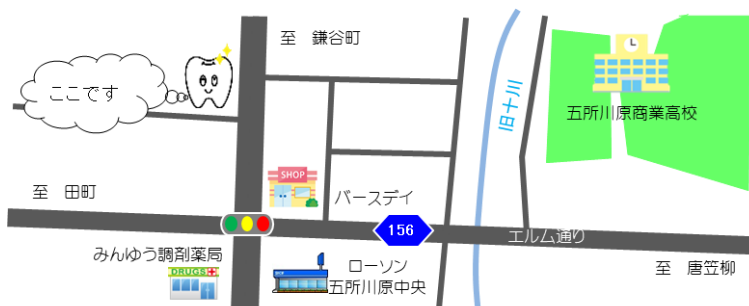 至 鎌谷町
ここです
旧十川
五所川原商業高校
SHOP
至 田町
バースデイ
156
エルム通り
みんゆう調剤薬局
ローソン
五所川原中央
至 唐笠柳
DRUGS